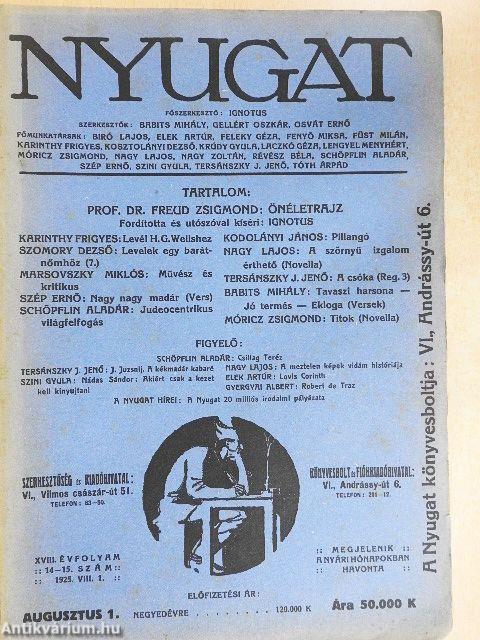 NYUGAT
FŐSZERKESZTŐ: IGNOTUS
SZERKESZTŐK: BABITS MIHÁLY, GELLÉRT OSZKÁR, OSVÁT ERNŐ
FŐMUNKATÁRSAK: BIRÓ LAJOS, ELEK ARTÚR, FELEKY GÉZA, FENYŐ MIKSA, FÜST MILÁN,
KARINTHY FRIGYES, KOSZTOLÁNYI DEZSŐ, KRÚDY GYULA, LACZKÓ GÉZA, LENGYEL MENYHÉRT,
MÓRICZ ZSIGMOND, NAGY LAJOS, NAGY ZOLTÁN, RÉVÉSZ BÉLA, SCHÖPFLIN ALADÁR,
SZÉP ERNŐ, SZINI GYULA, TERSÁNSZKY J. JENŐ, TÓTH ÁRPÁD
TARTALOM:
PROF. DR. FREUD ZSIGMOND: ÖNÉLETRAJZ
Fordította és utószóval kíséri: IGNOTUS
KARINTHY FRIGYES: Levél H. G. Wellshez
SZOMORY DEZSŐ: Levelek egy barát-
nőmhöz (7.)
MARSOVSZKY MIKLÓS: Művész és
kritikus
SZÉP ERNŐ: Nagy nagy madár (Vers)
SCHÖPFLIN ALADÁR: Judeocentrikus
világfelfogás
KODOLÁNYI JÁNOS: Pillangó
NAGY LAJOS: A szörnyű izgalom
érthető (Novella)
TERSÁNSZKY J. JENŐ: A csóka (Reg. 3)
BABITS MIHÁLY: Tavaszi harsona —
Jó termés — Ekloga (Versek)
MÓRICZ ZSIGMOND: Titok (Novella)
FIGYELŐ:
SCHÖPFLIN ALADÁR: Csillag Teréz
TERSÁNSZKY J. JENŐ: J. Juzsnij. A kékmadár kabaré
SZINI GYULA: Nádas Sándor: Akiért csak a kezet
kell kinyujtani
NAGY LAJOS: A meztelen képek vidám históriája
ELEK ARTÚR: Lovis Corinth
GYERGYAI ALBERT: Robert de Traz
A NYUGAT HÍREI: A Nyugat 20 milliós irodalmi pályázata
SZERKESZTŐSÉG és KIADÓHIVATAL:
VI., Vilmos császár-út 51.
TELEFON: 63—50.
KÖNYVESBOLT és FIÓKKIADÓHIVATAL:
VI., Andrássy-út 6.
XVIII. ÉVFOLYAM
:: 14—15. SZÁM ::
:: 1925. VIII. 1. ::
:: MEGJELENIK ::
A NYÁRI HÓNAPOKBAN
:: HAVONTA ::
ELŐFIZETÉSI ÁR:
AUGUSZTUS 1.
NEGYEDÉVRE . . . . . . . . 120.000 K
Ára 50.000 K
A Nyugat könyvesboltja: VI., Andrássy-út 6.
Antikvarium.hu